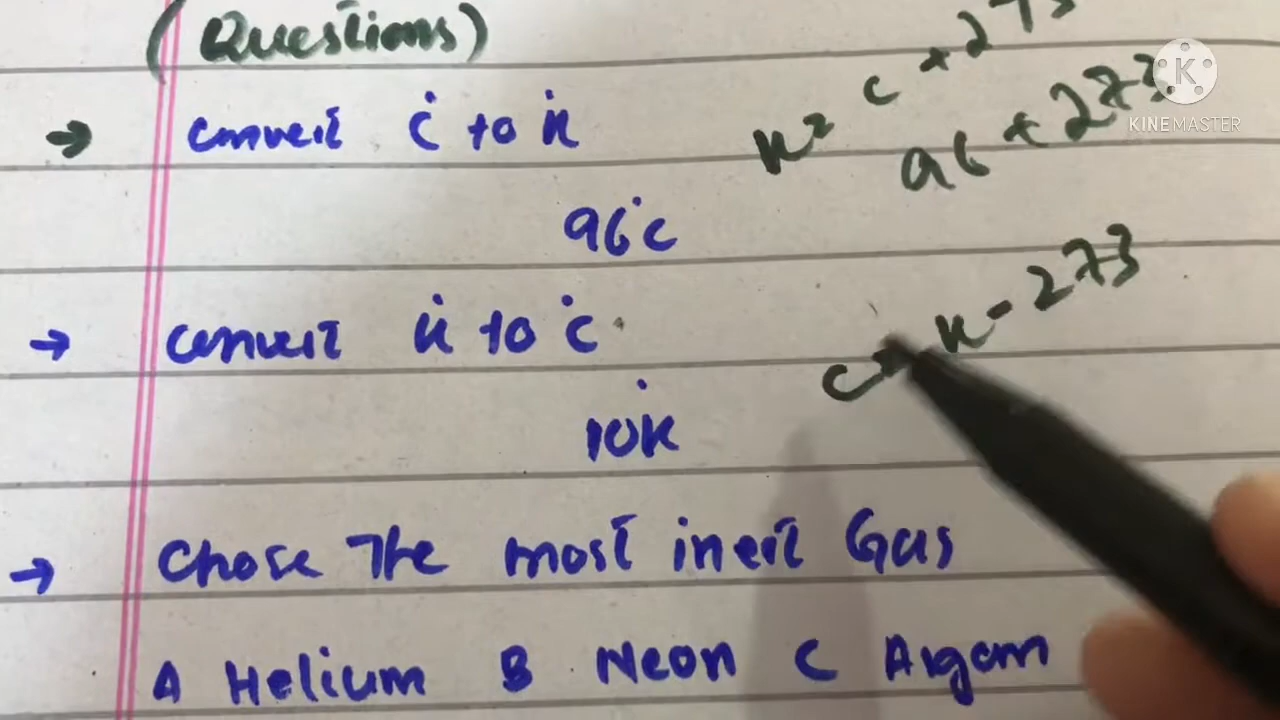 (Questions)
→ convert c to k
k = c + 273
96 + 273
96°c
→ convert k to c
c = k - 273
10k
→ Chose The most inert Gas
A Helium B Neon C Argon
K
KINEMASTER